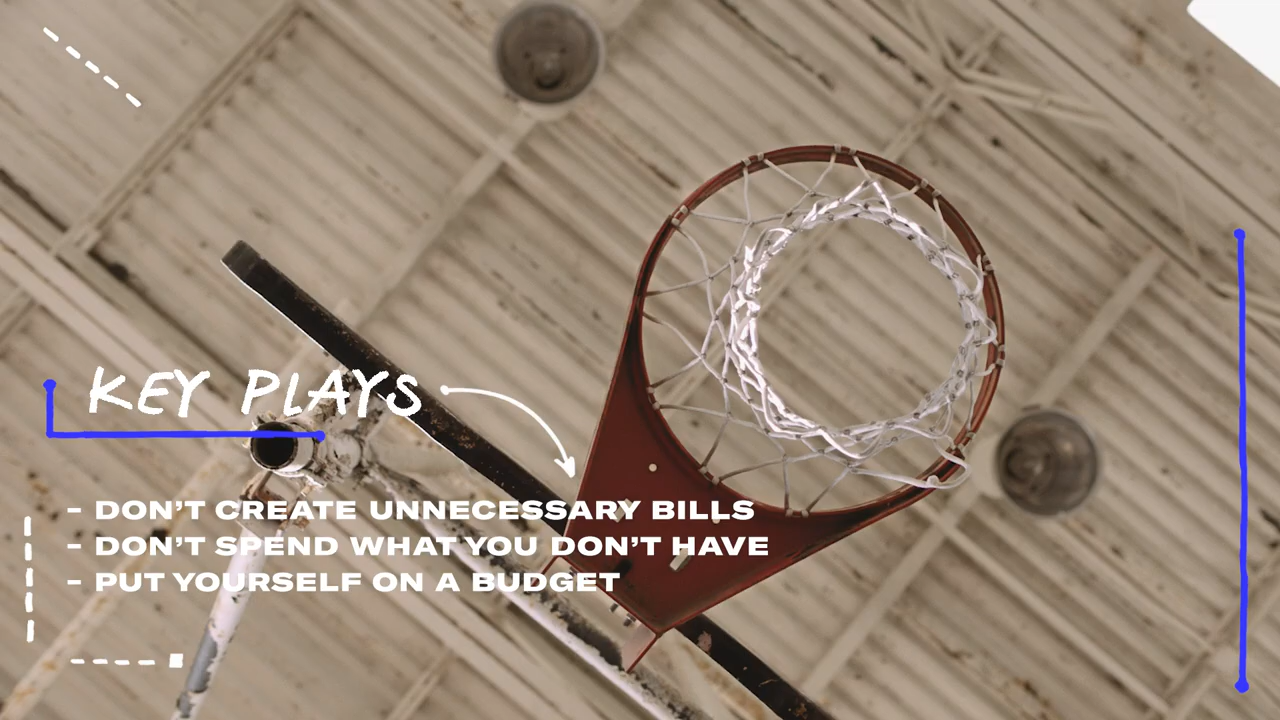 KEY PLAYS
- DON'T CREATE UNNECESSARY BILLS
- DON'T SPEND WHAT YOU DON'T HAVE
- PUT YOURSELF ON A BUDGET